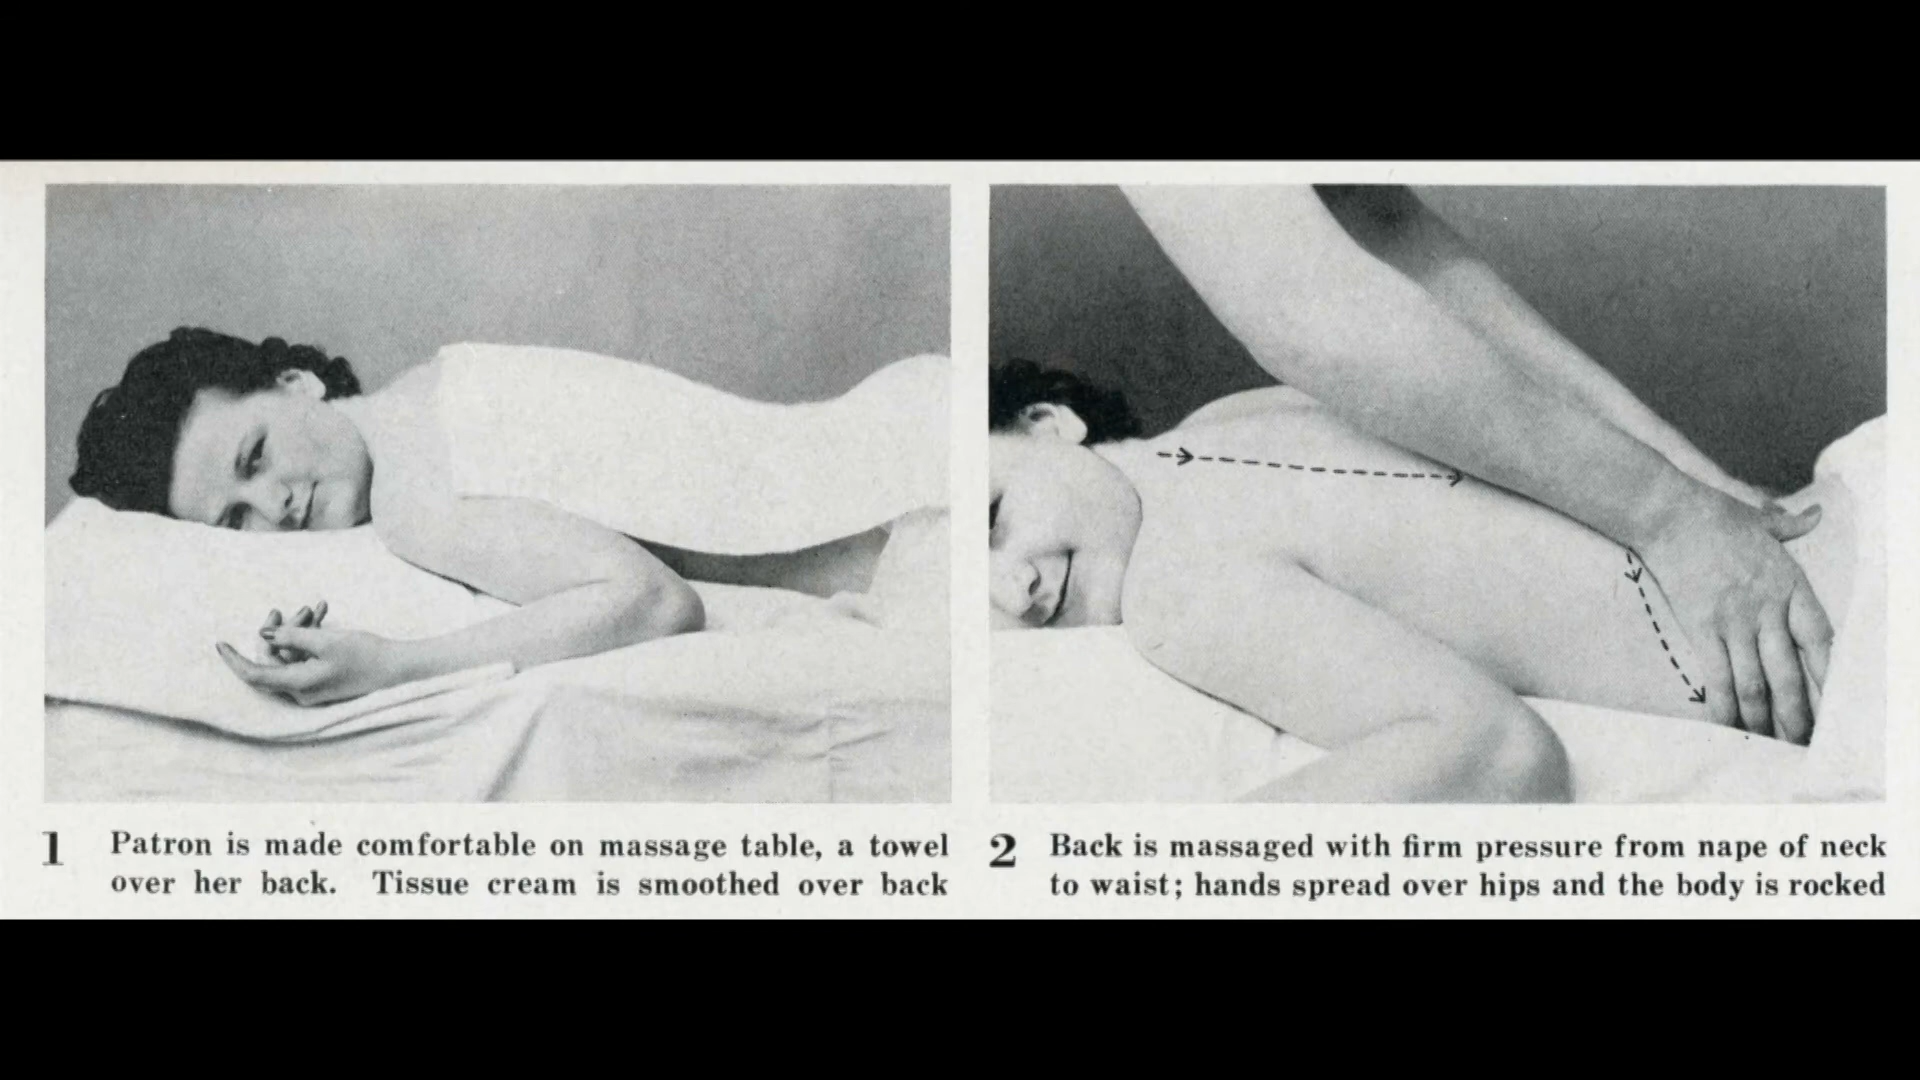 1 Patron is made comfortable on massage table, a towel
over her back. Tissue cream is smoothed over back
2 Back is massaged with firm pressure from nape of neck
to waist; hands spread over hips and the body is rocked